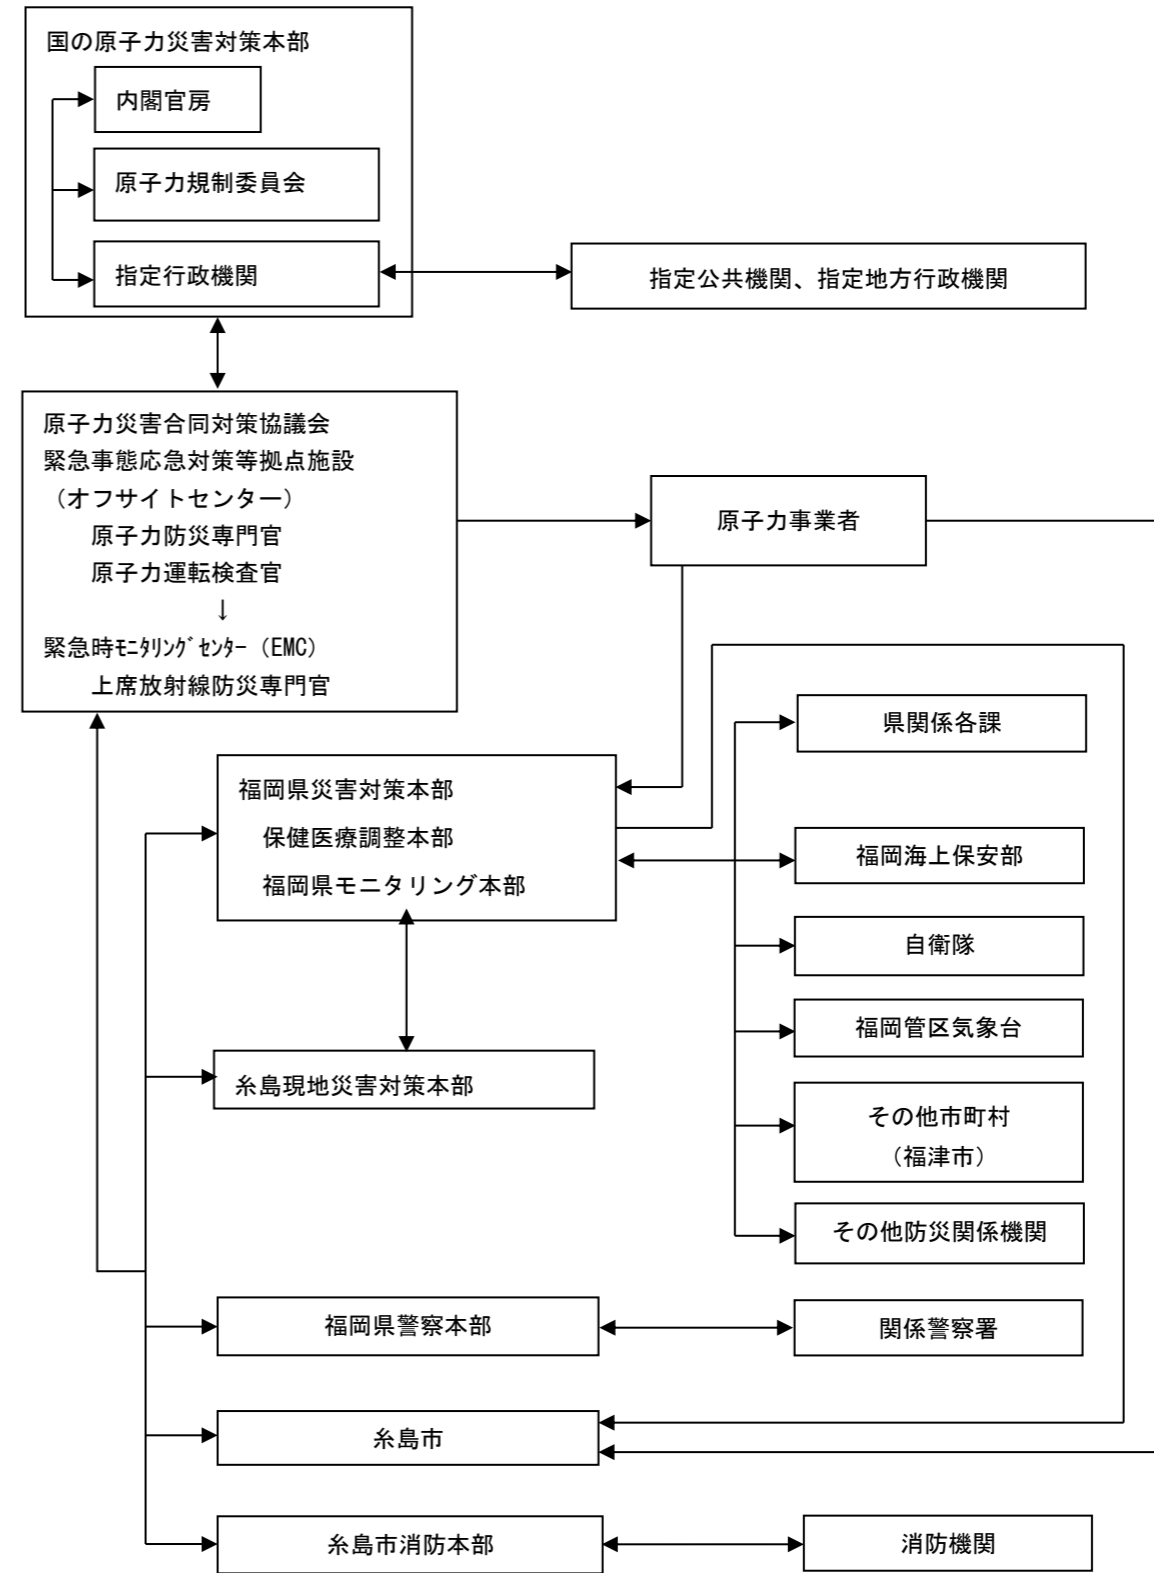 国の原子力災害対策本部
内閣官房
原子力規制委員会
指定行政機関
指定公共機関、指定地方行政機関
原子力災害合同対策協議会
緊急事態応急対策等拠点施設
（オフサイトセンター）
原子力防災専門官
原子力運転検査官
↓
緊急時ﾓﾆﾀﾘﾝｸﾞｾﾝﾀｰ（EMC）
上席放射線防災専門官
原子力事業者
福岡県災害対策本部
保健医療調整本部
福岡県モニタリング本部
県関係各課
福岡海上保安部
自衛隊
福岡管区気象台
その他市町村
（福津市）
その他防災関係機関
糸島現地災害対策本部
福岡県警察本部
関係警察署
糸島市
糸島市消防本部
消防機関